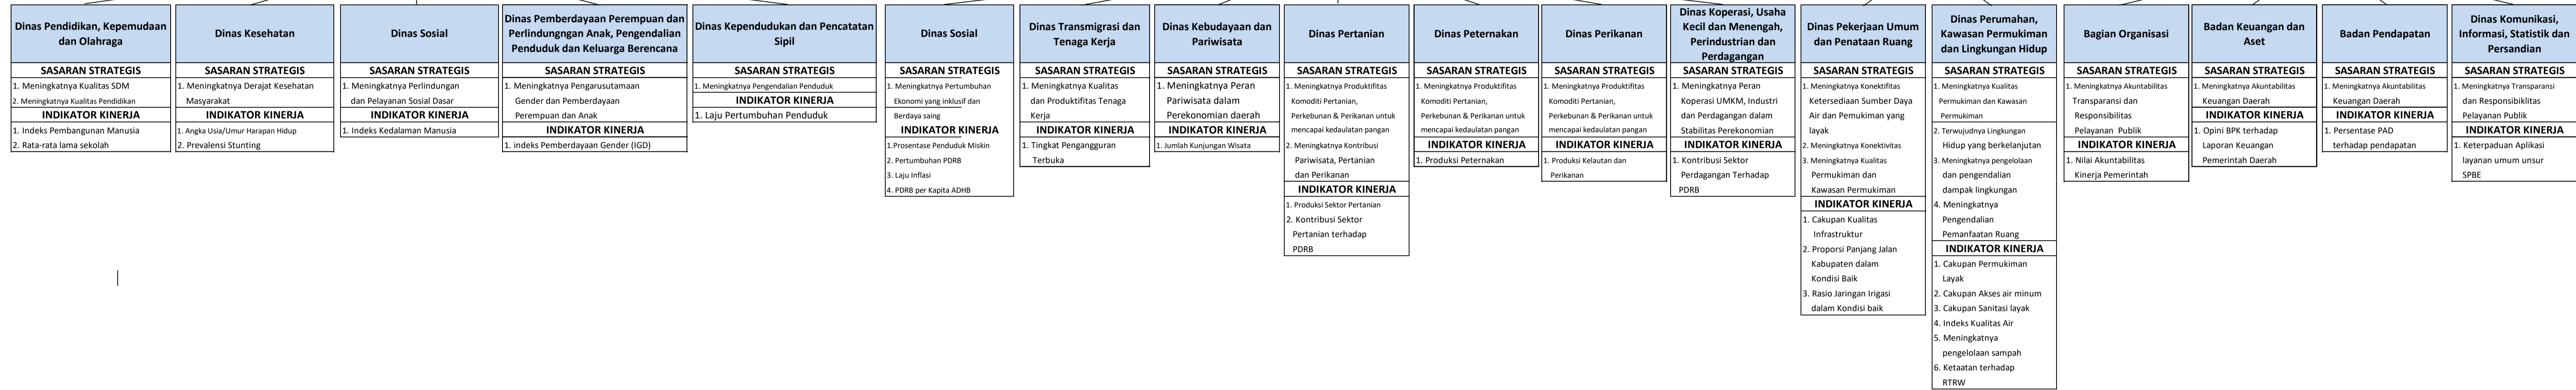 Dinas Pendidikan, Kepemudaan
dan Olahraga
SASARAN STRATEGIS
1. Meningkatnya Kualitas SDM
2. Meningkatnya Kualitas Pendidikan
INDIKATOR KINERJA
1. Indeks Pembangunan Manusia
2. Rata-rata lama sekolah
Dinas Kesehatan
SASARAN STRATEGIS
1. Meningkatnya Derajat Kesehatan
Masyarakat
INDIKATOR KINERJA
1. Angka Usia/Umur Harapan Hidup
2. Prevalensi Stunting
Dinas Sosial
SASARAN STRATEGIS
1. Meningkatnya Perlindungan
dan Pelayanan Sosial Dasar
INDIKATOR KINERJA
1. Indeks Kedalaman Manusia
Dinas Pemberdayaan Perempuan dan
Perlindungngan Anak, Pengendalian
Penduduk dan Keluarga Berencana
SASARAN STRATEGIS
1. Meningkatnya Pengarusutamaan
Gender dan Pemberdayaan
Perempuan dan Anak
INDIKATOR KINERJA
1. indeks Pemberdayaan Gender (IGD)
Dinas Kependudukan dan Pencatatan
Sipil
SASARAN STRATEGIS
1. Meningkatnya Pengendalian Penduduk
INDIKATOR KINERJA
1. Laju Pertumbuhan Penduduk
Dinas Sosial
SASARAN STRATEGIS
1. Meningkatnya Pertumbuhan
Ekonomi yang inklusif dan
Berdaya saing
INDIKATOR KINERJA
1.Prosentase Penduduk Miskin
2. Pertumbuhan PDRB
3. Laju Inflasi
4. PDRB per Kapita ADHB
Dinas Transmigrasi dan
Tenaga Kerja
SASARAN STRATEGIS
1. Meningkatnya Kualitas
dan Produktifitas Tenaga
Kerja
INDIKATOR KINERJA
1. Tingkat Pengangguran
Terbuka
Dinas Kebudayaan dan
Pariwisata
SASARAN STRATEGIS
1. Meningkatnya Peran
Pariwisata dalam
Perekonomian daerah
INDIKATOR KINERJA
1. Jumlah Kunjungan Wisata
Dinas Pertanian
SASARAN STRATEGIS
1. Meningkatnya Produktifitas
Komoditi Pertanian,
Perkebunan & Perikanan untuk
mencapai kedaulatan pangan
2. Meningkatnya Kontribusi
Pariwisata, Pertanian
dan Perikanan
INDIKATOR KINERJA
1. Produksi Sektor Pertanian
2. Kontribusi Sektor
Pertanian terhadap
PDRB
Dinas Peternakan
SASARAN STRATEGIS
1. Meningkatnya Produktifitas
Komoditi Pertanian,
Perkebunan & Perikanan untuk
mencapai kedaulatan pangan
INDIKATOR KINERJA
1. Produksi Peternakan
Dinas Perikanan
SASARAN STRATEGIS
1. Meningkatnya Produktifitas
Komoditi Pertanian,
Perkebunan & Perikanan untuk
mencapai kedaulatan pangan
INDIKATOR KINERJA
1. Produksi Kelautan dan
Perikanan
Dinas Koperasi, Usaha
Kecil dan Menengah,
Perindustrian dan
Perdagangan
SASARAN STRATEGIS
1. Meningkatnya Peran
Koperasi UMKM, Industri
dan Perdagangan dalam
Stabilitas Perekonomian
INDIKATOR KINERJA
1. Kontribusi Sektor
Perdagangan Terhadap
PDRB
Dinas Pekerjaan Umum
dan Penataan Ruang
SASARAN STRATEGIS
1. Meningkatnya Konektifitas
Ketersediaan Sumber Daya
Air dan Pemukiman yang
layak
2. Meningkatnya Konektivitas
3. Meningkatnya Kualitas
Permukiman dan
Kawasan Permukiman
INDIKATOR KINERJA
1. Cakupan Kualitas
Infrastruktur
2. Proporsi Panjang Jalan
Kabupaten dalam
Kondisi Baik
3. Rasio Jaringan Irigasi
dalam Kondisi baik
Dinas Perumahan,
Kawasan Permukiman
dan Lingkungan Hidup
SASARAN STRATEGIS
1. Meningkatnya Kualitas
Permukiman dan Kawasan
Permukiman
2. Terwujudnya Lingkungan
Hidup yang berkelanjutan
3. Meningkatnya pengelolaan
dan pengendalian
dampak lingkungan
4. Meningkatnya
Pengendalian
Pemanfaatan Ruang
INDIKATOR KINERJA
1. Cakupan Permukiman
Layak
2. Cakupan Akses air minum
3. Cakupan Sanitasi layak
4. Indeks Kualitas Air
5. Meningkatnya
pengelolaan sampah
6. Ketaatan terhadap
RTRW
Bagian Organisasi
SASARAN STRATEGIS
1. Meningkatnya Akuntabilitas
Transparansi dan
Responsibilitas
Pelayanan Publik
INDIKATOR KINERJA
1. Nilai Akuntabilitas
Kinerja Pemerintah
Badan Keuangan dan
Aset
SASARAN STRATEGIS
1. Meningkatnya Akuntabilitas
Keuangan Daerah
INDIKATOR KINERJA
1. Opini BPK terhadap
Laporan Keuangan
Pemerintah Daerah
Badan Pendapatan
SASARAN STRATEGIS
1. Meningkatnya Akuntabilitas
Keuangan Daerah
INDIKATOR KINERJA
1. Persentase PAD
terhadap pendapatan
Dinas Komunikasi,
Informasi, Statistik dan
Persandian
SASARAN STRATEGIS
1. Meningkatnya Transparansi
dan Responsibiklitas
Pelayanan Publik
INDIKATOR KINERJA
1. Keterpaduan Aplikasi
layanan umum unsur
SPBE